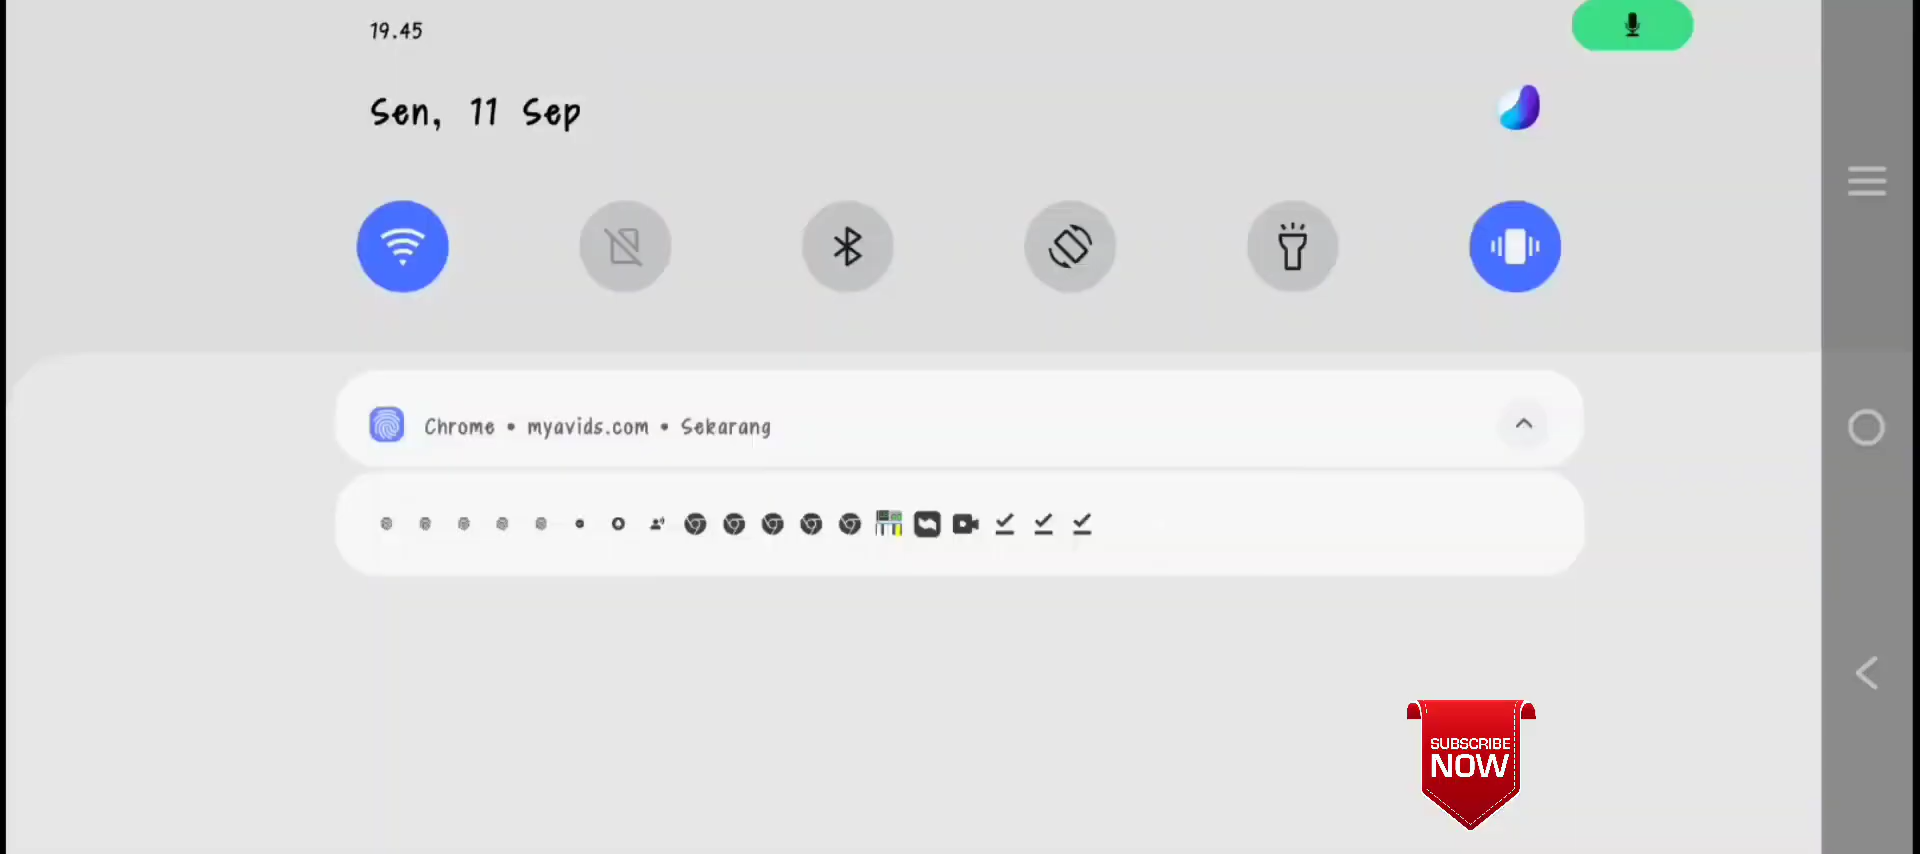 19.45
Sen, 11 Sep
Chrome • myavids.com • Sekarang
SUBSCRIBE
NOW